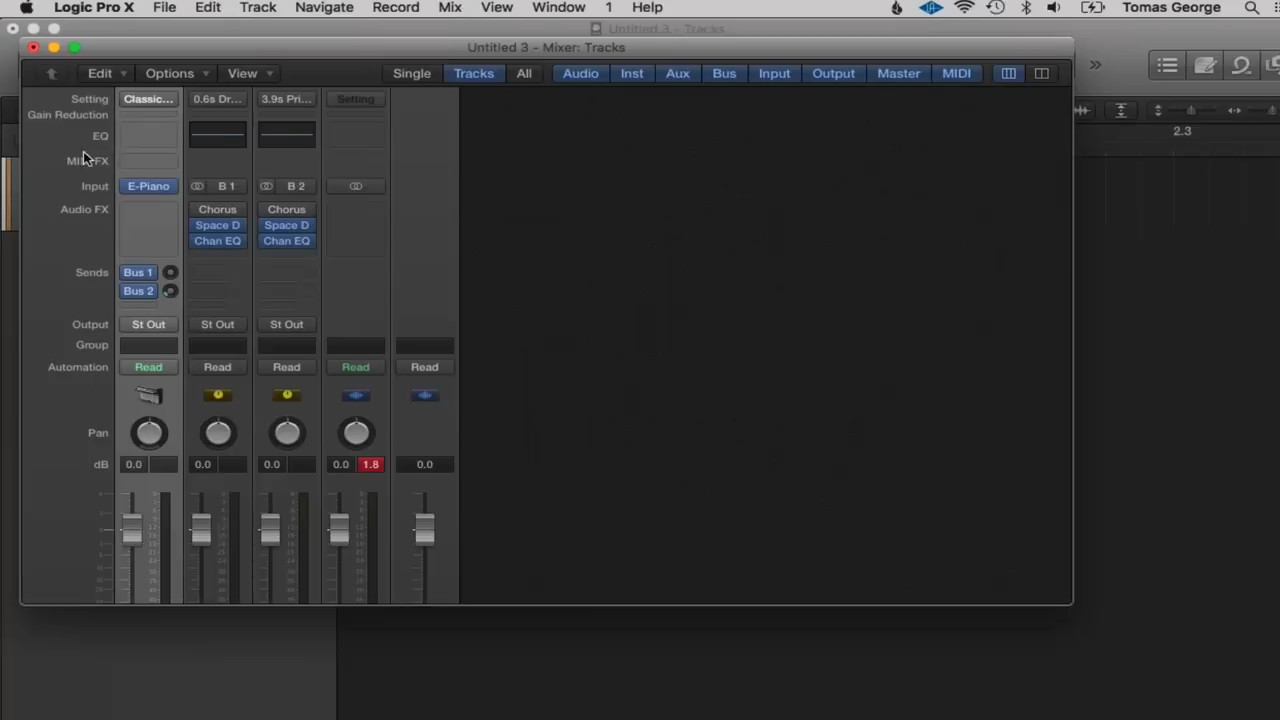 Logic Pro X File Edit Track Navigate Record Mix View Window 1 Help Tomas George
Untitled 3 - Tracks
Untitled 3 - Mixer: Tracks
Edit Options View Single Tracks All Audio Inst Aux Bus Input Output Master MIDI
2.3
Setting Classic... 0.6s Dr... 3.9s Pri... Setting
Gain Reduction
EQ
MIDI FX
Input E-Piano B 1 B 2
Audio FX Chorus Chorus
Space D Space D
Chan EQ Chan EQ
Sends Bus 1
Bus 2
Output St Out St Out St Out
Group
Automation Read Read Read Read Read
Pan
dB 0.0 0.0 0.0 0.0 1.8 0.0